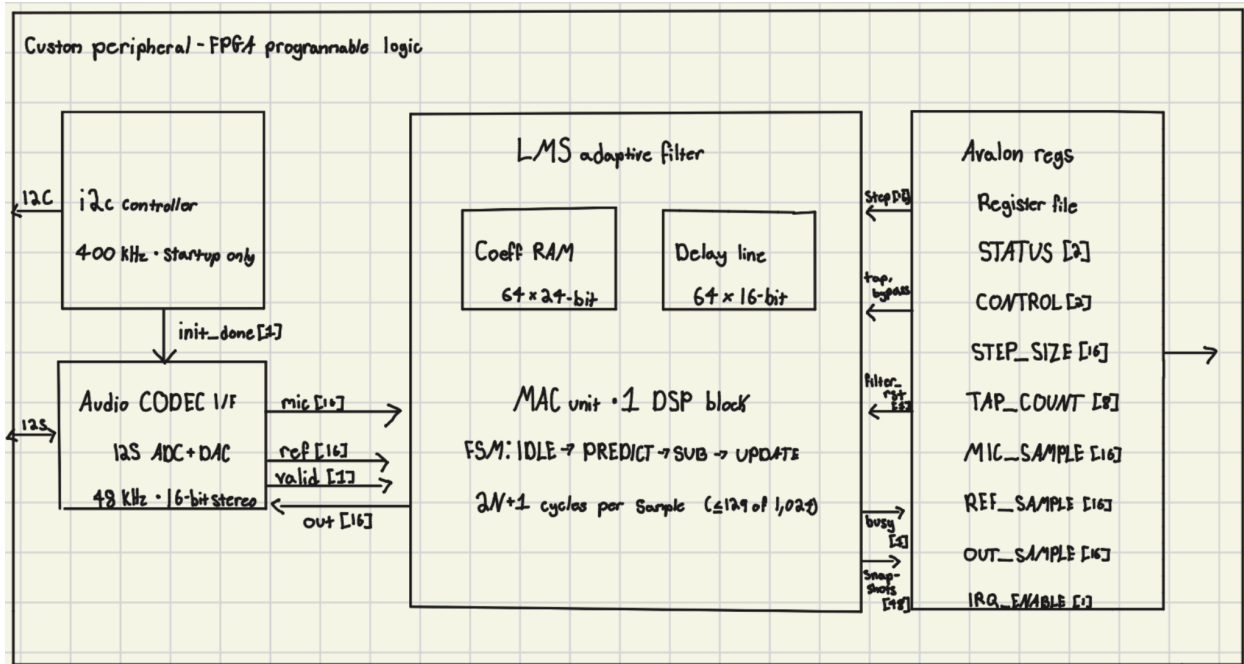 Custom peripheral - FPGA programmable logic
I2C
i2c controller
400 kHz · startup only
init_done [1]
Audio CODEC I/F
I2S
I2S ADC + DAC
48 kHz · 16-bit stereo
mic [16]
ref [16]
valid [1]
out [16]
LMS adaptive filter
Coeff RAM
64 × 24-bit
Delay line
64 × 16-bit
MAC unit · 1 DSP block
FSM: IDLE → PREDICT → SUB → UPDATE
2N+1 cycles per sample (≤129 of 1,024)
tap,
bypass
filter_
rst
busy
[1]
snap-
shots
[48]
Avalon regs
Register file
STATUS [2]
CONTROL [2]
STEP_SIZE [16]
TAP_COUNT [8]
MIC_SAMPLE [16]
REF_SAMPLE [16]
OUT_SAMPLE [16]
IRQ_ENABLE [1]